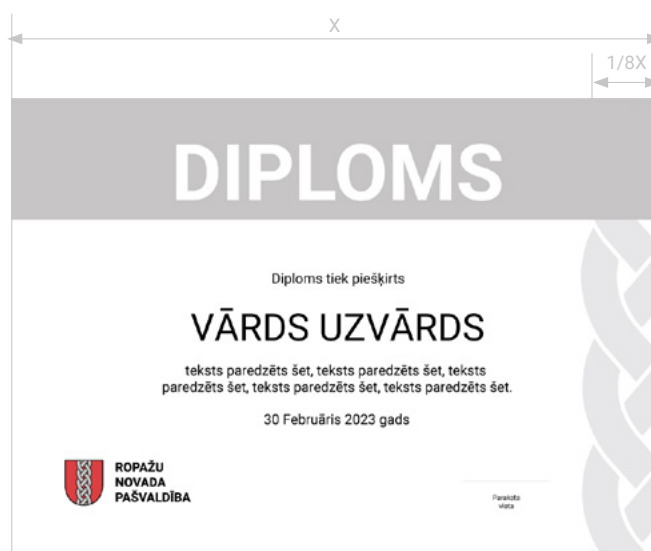 X
1/8X
DIPLOMS
Diploms tiek piešķirts
VĀRDS UZVĀRDS
teksts paredzēts šet, teksts paredzēts šet, teksts
paredzēts šet, teksts paredzēts šet, teksts paredzēts šet.
30 Februāris 2023 gads
ROPAŽU
NOVADA
PAŠVALDĪBA
Paraksta
vieta